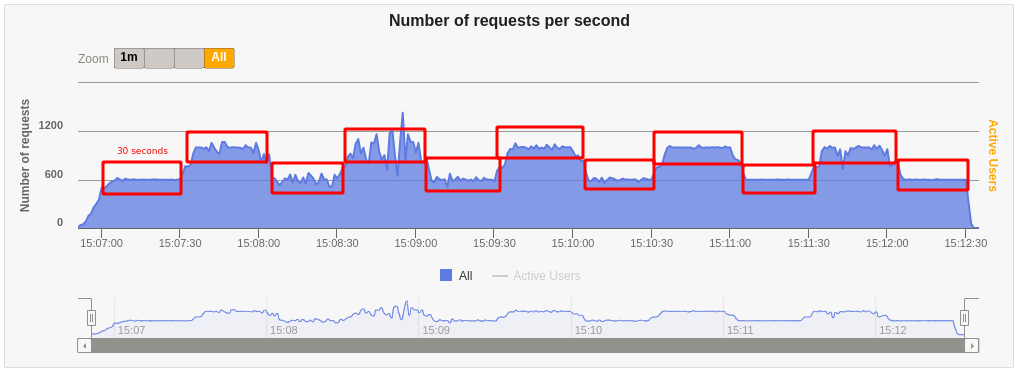 Number of requests per second
Zoom 1m All
Number of requests
Active Users
1200
600
0
30 seconds
15:07:00 15:07:30 15:08:00 15:08:30 15:09:00 15:09:30 15:10:00 15:10:30 15:11:00 15:11:30 15:12:00 15:12:30
All Active Users
15:07 15:08 15:09 15:10 15:11 15:12